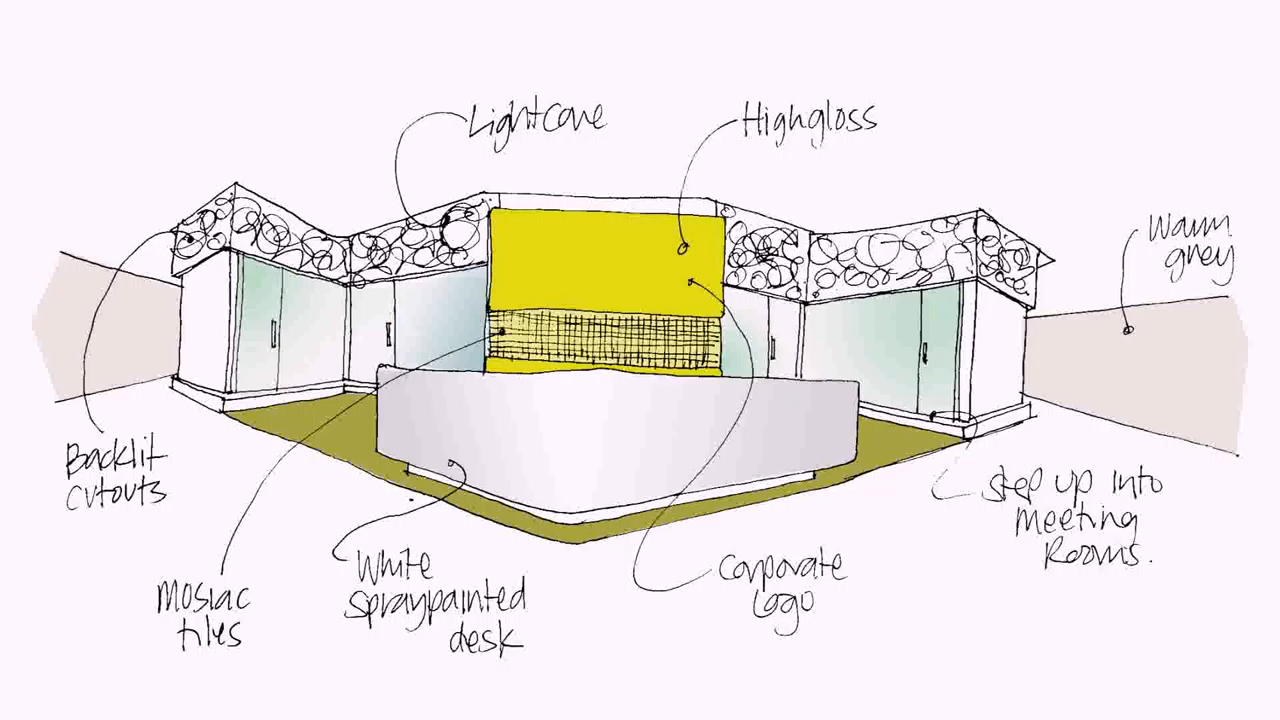 Lightcove
Highgloss
Warm
grey
Backlit
cutouts
Step up into
Meeting
Rooms.
White
spraypainted
desk
Corporate
Logo
Mosiac
tiles